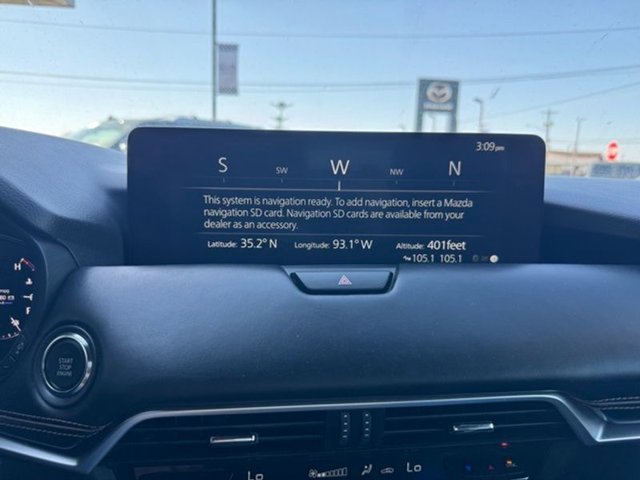 3:09pm
S SW W NW N
This system is navigation ready. To add navigation, insert a Mazda
navigation SD card. Navigation SD cards are available from your
dealer as an accessory.
Latitude: 35.2° N Longitude: 93.1° W Altitude: 401feet
105.1 105.1
H
F
START
STOP
ENGINE
Lo Lo